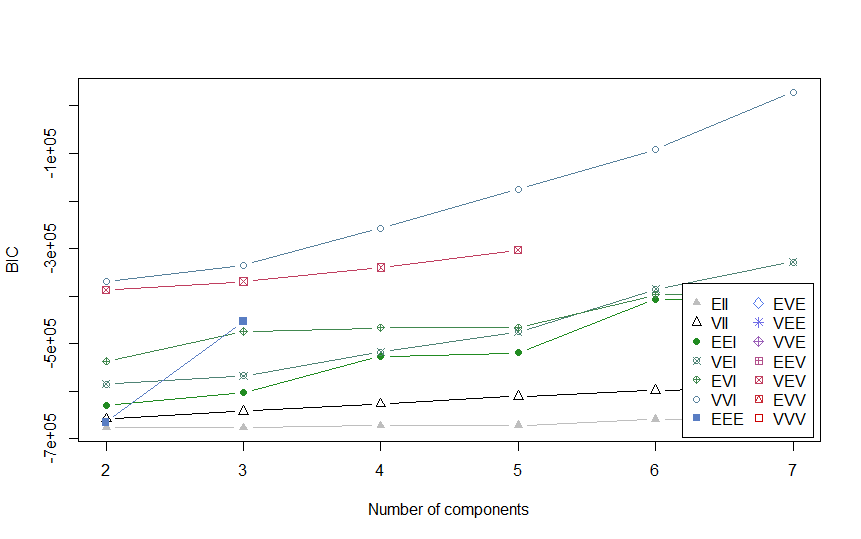 BIC
-1e+05
-3e+05
-5e+05
-7e+05
EII
VII
EEI
VEI
EVI
VVI
EEE
EVE
VEE
VVE
EEV
VEV
EVV
VVV
2 3 4 5 6 7
Number of components